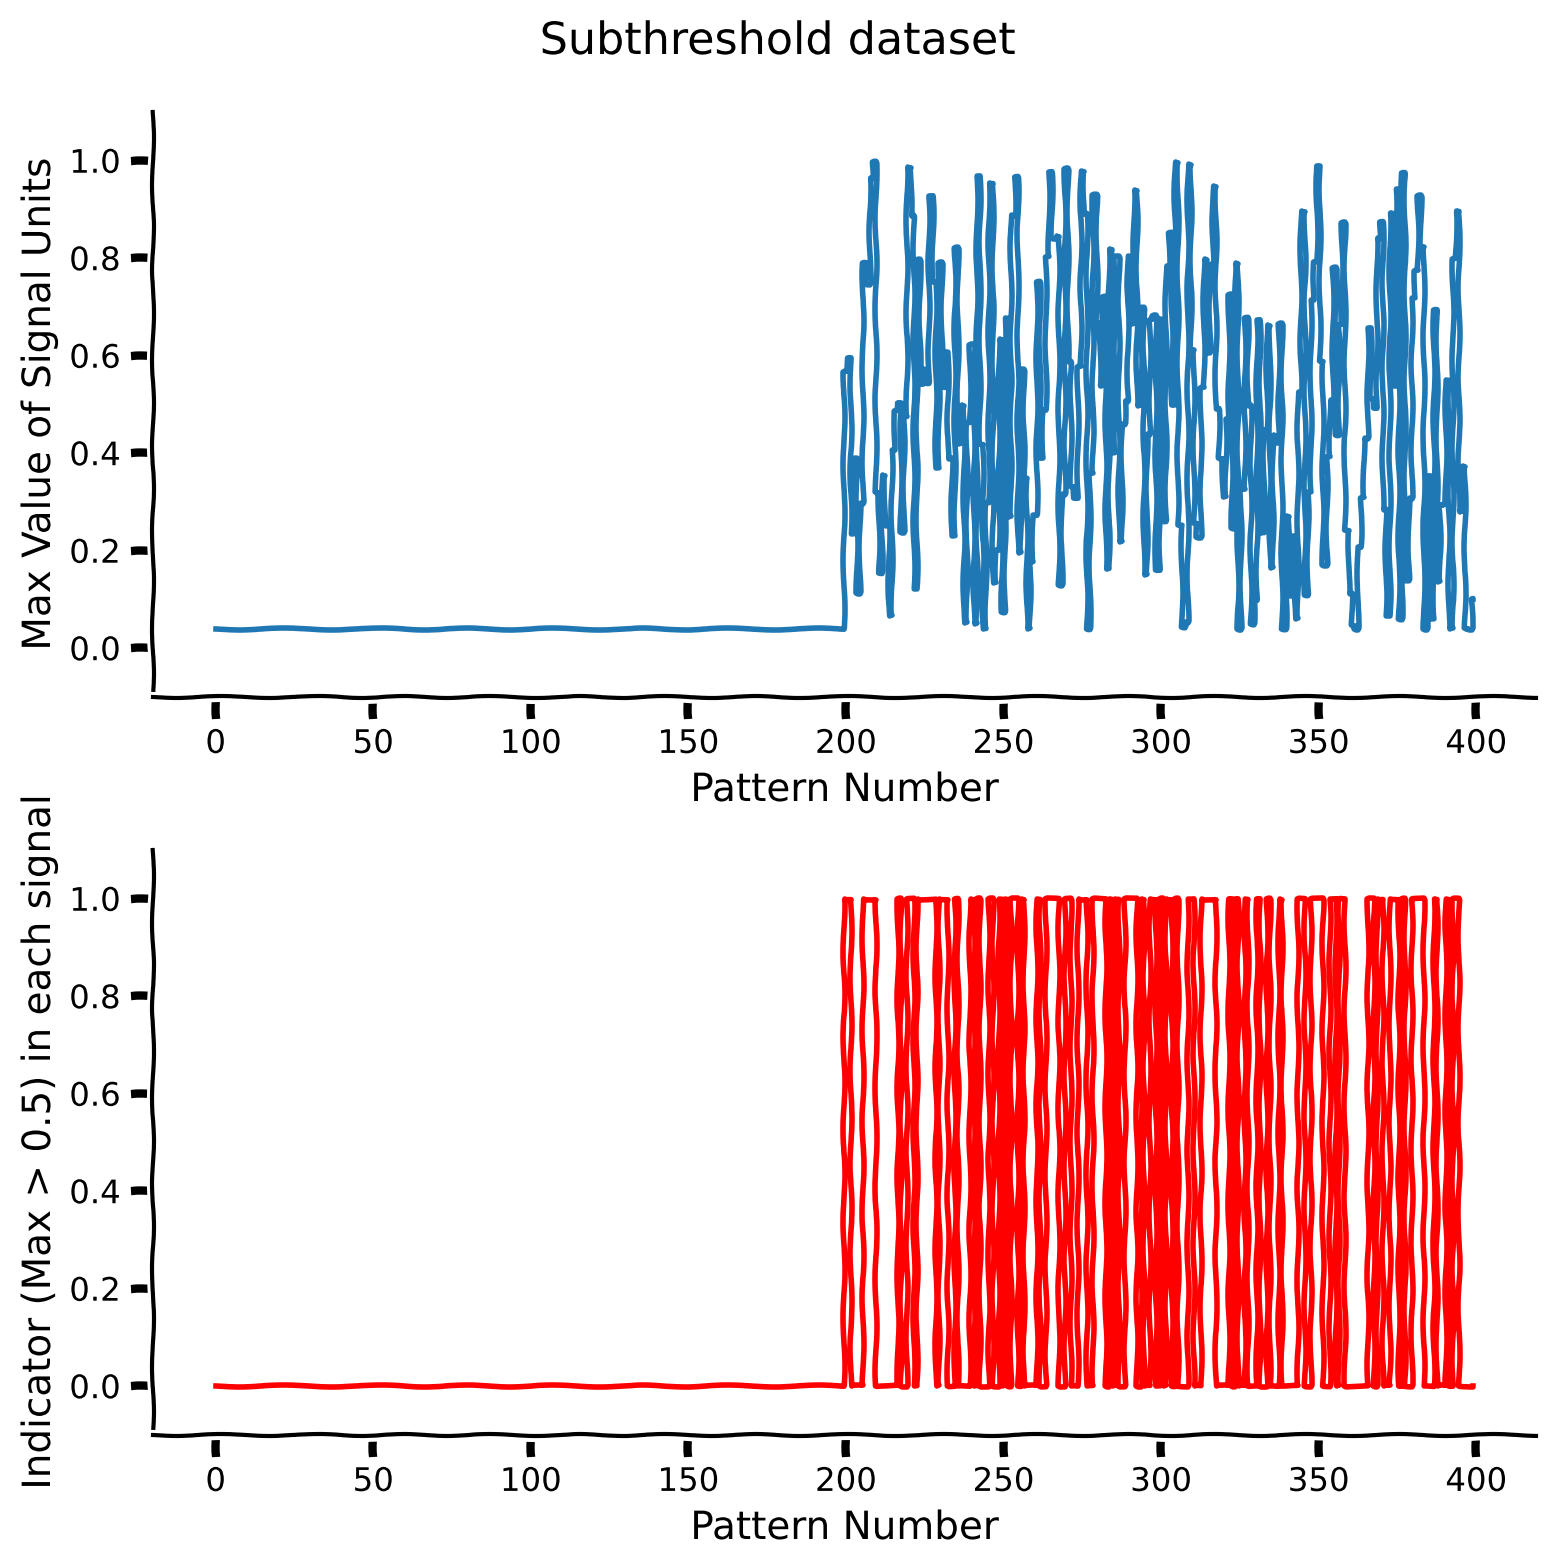 Subthreshold dataset
Max Value of Signal Units
1.0
0.8
0.6
0.4
0.2
0.0
0 50 100 150 200 250 300 350 400
Pattern Number
Indicator (Max > 0.5) in each signal
1.0
0.8
0.6
0.4
0.2
0.0
0 50 100 150 200 250 300 350 400
Pattern Number